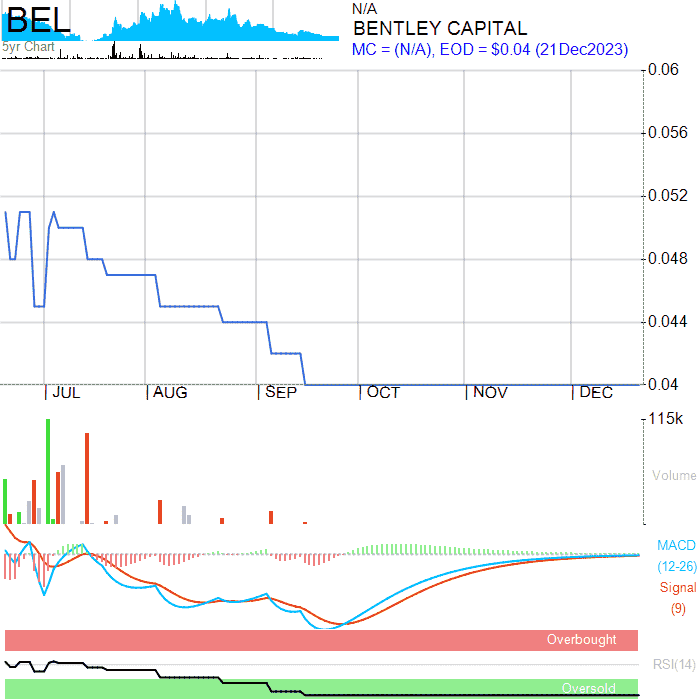 BEL
5yr Chart
N/A
BENTLEY CAPITAL
MC = (N/A), EOD = $0.04 (21Dec2023)
0.06
0.056
0.052
0.048
0.044
0.04
JUL AUG SEP OCT NOV DEC
115k
Volume
MACD
(12-26)
Signal
(9)
Overbought
RSI(14)
Oversold